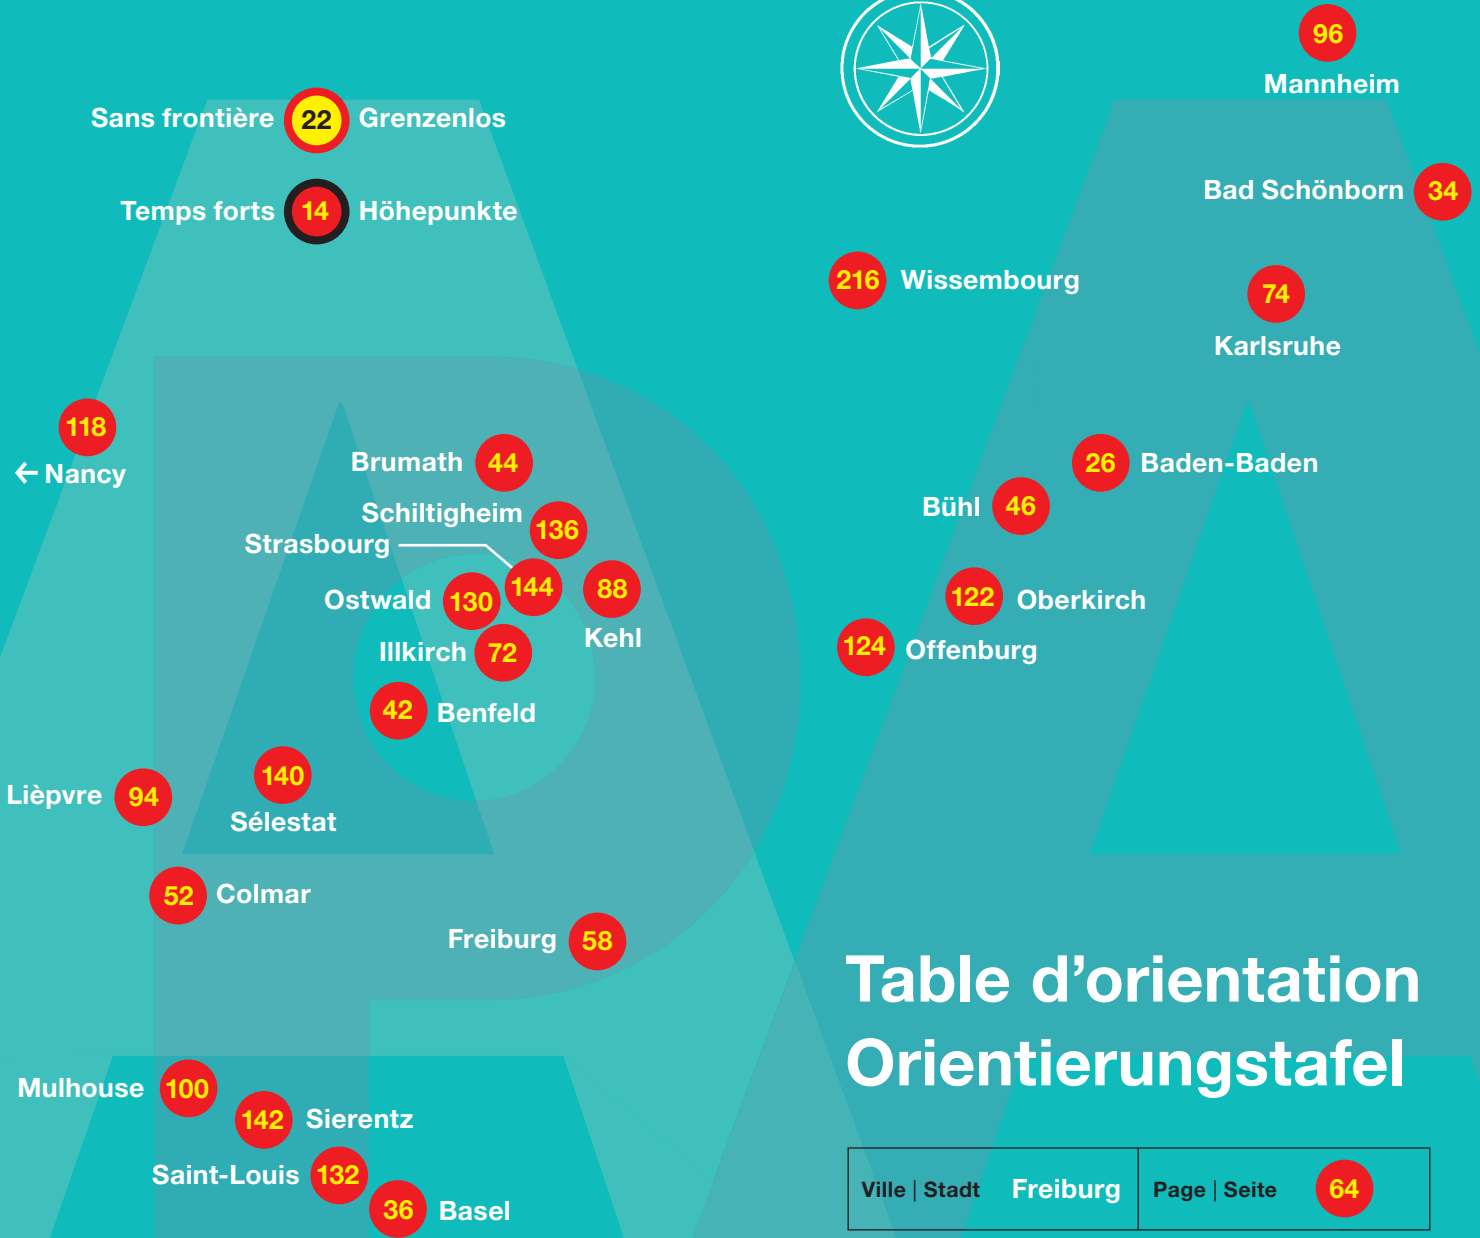 96
Mannheim
Sans frontière 22 Grenzenlos
Temps forts 14 Höhepunkte
Bad Schönborn 34
216 Wissembourg
74
Karlsruhe
118
← Nancy
Brumath 44
26 Baden-Baden
Bühl 46
Schiltigheim 136
Strasbourg 144
88
Kehl
Ostwald 130
122 Oberkirch
Illkirch 72
124 Offenburg
42 Benfeld
140
Sélestat
Lièpvre 94
52 Colmar
Freiburg 58
Table d’orientation
Orientierungstafel
Mulhouse 100
142 Sierentz
Saint-Louis 132
36 Basel
Ville | Stadt Freiburg Page | Seite 64